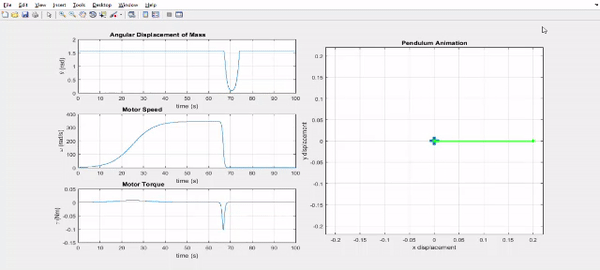 File Edit View Insert Tools Desktop Window Help
Angular Displacement of Mass
2
1.5
1
0.5
0
0 10 20 30 40 50 60 70 80 90 100
time [s]
Motor Speed
400
300
200
100
0
ω [rad/s]
0 10 20 30 40 50 60 70 80 90 100
time [s]
Motor Torque
0.05
0
-0.05
-0.1
-0.15
[Nm]
0 10 20 30 40 50 60 70 80 90 100
time [s]
Pendulum Animation
0.2
0.15
0.1
0.05
0
-0.05
-0.1
-0.15
-0.2
y displacement
-0.2 -0.15 -0.1 -0.05 0 0.05 0.1 0.15 0.2
x displacement